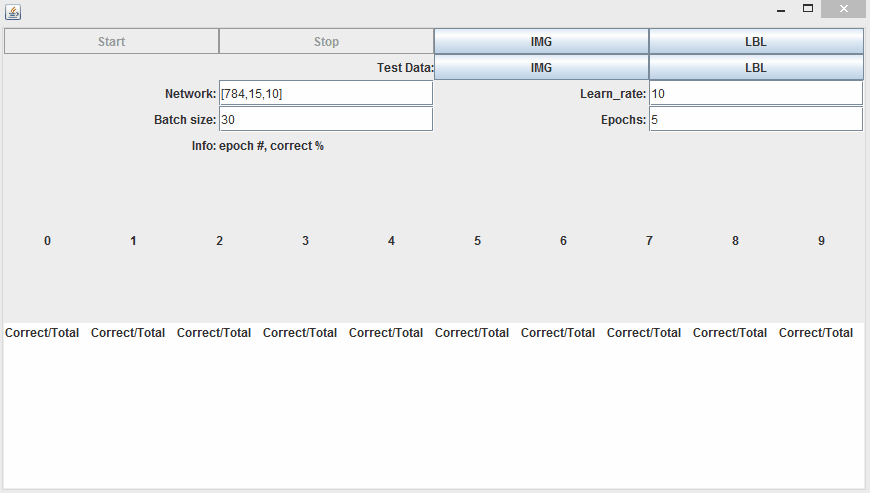 Start Stop IMG LBL
Test Data: IMG LBL
Network: [784,15,10] Learn_rate: 10
Batch size: 30 Epochs: 5
Info: epoch #, correct %
0 1 2 3 4 5 6 7 8 9
Correct/Total Correct/Total Correct/Total Correct/Total Correct/Total Correct/Total Correct/Total Correct/Total Correct/Total Correct/Total